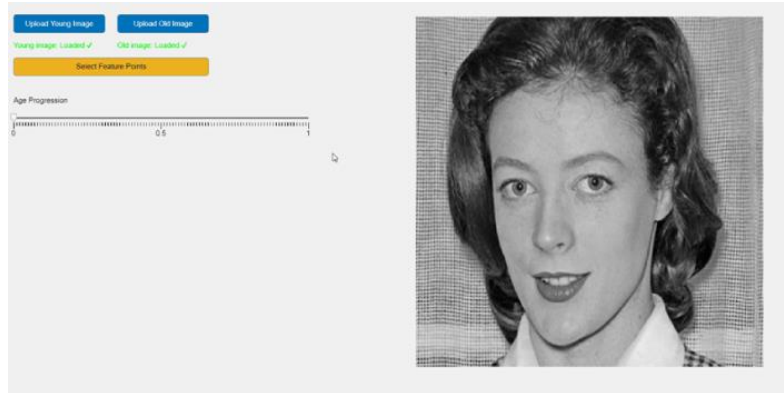 Upload Young Image Upload Old Image
Young image: Loaded ✓ Old image: Loaded ✓
Select Feature Points
Age Progression
0 0.5 1